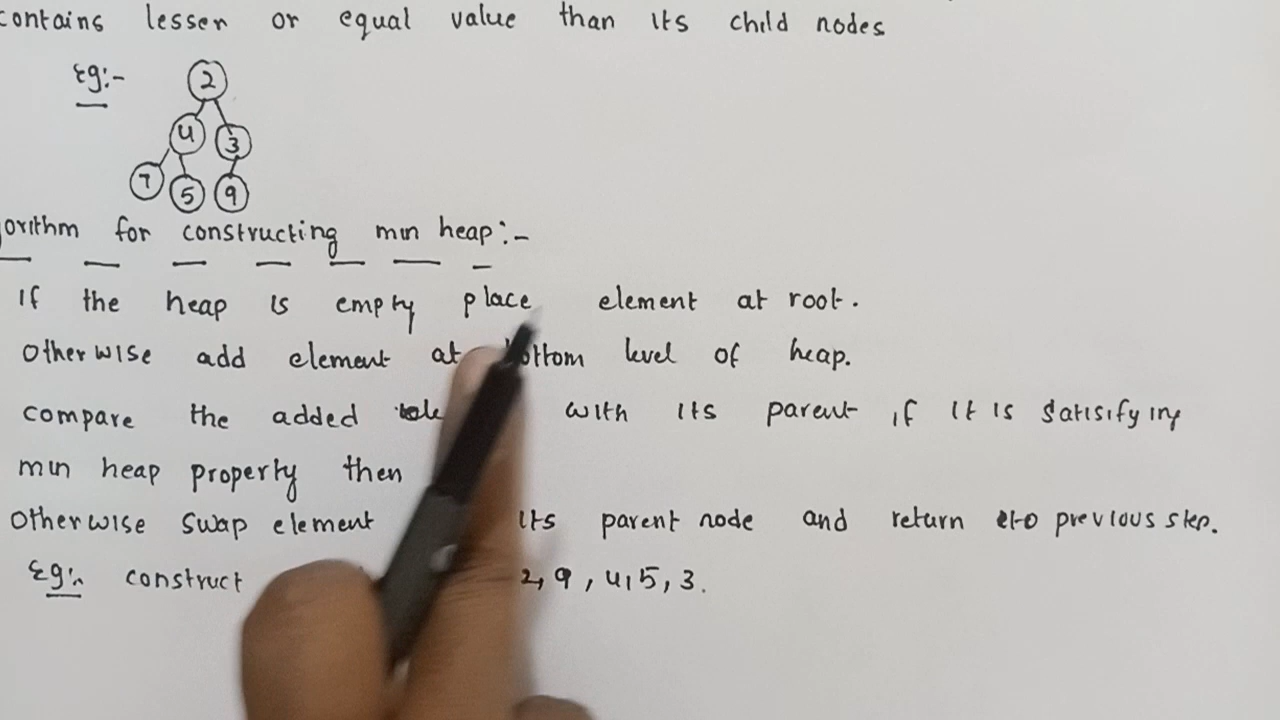 contains lesser or equal value than its child nodes
Eg:-
2
4 3
7 5 9
gorithm for constructing min heap:-
If the heap is empty place element at root.
Otherwise add element at bottom level of heap.
compare the added with its parent if it is satisifying
min heap property then
Otherwise swap element its parent node and return to previous step.
Eg:- construct 2, 9, 4, 5, 3.